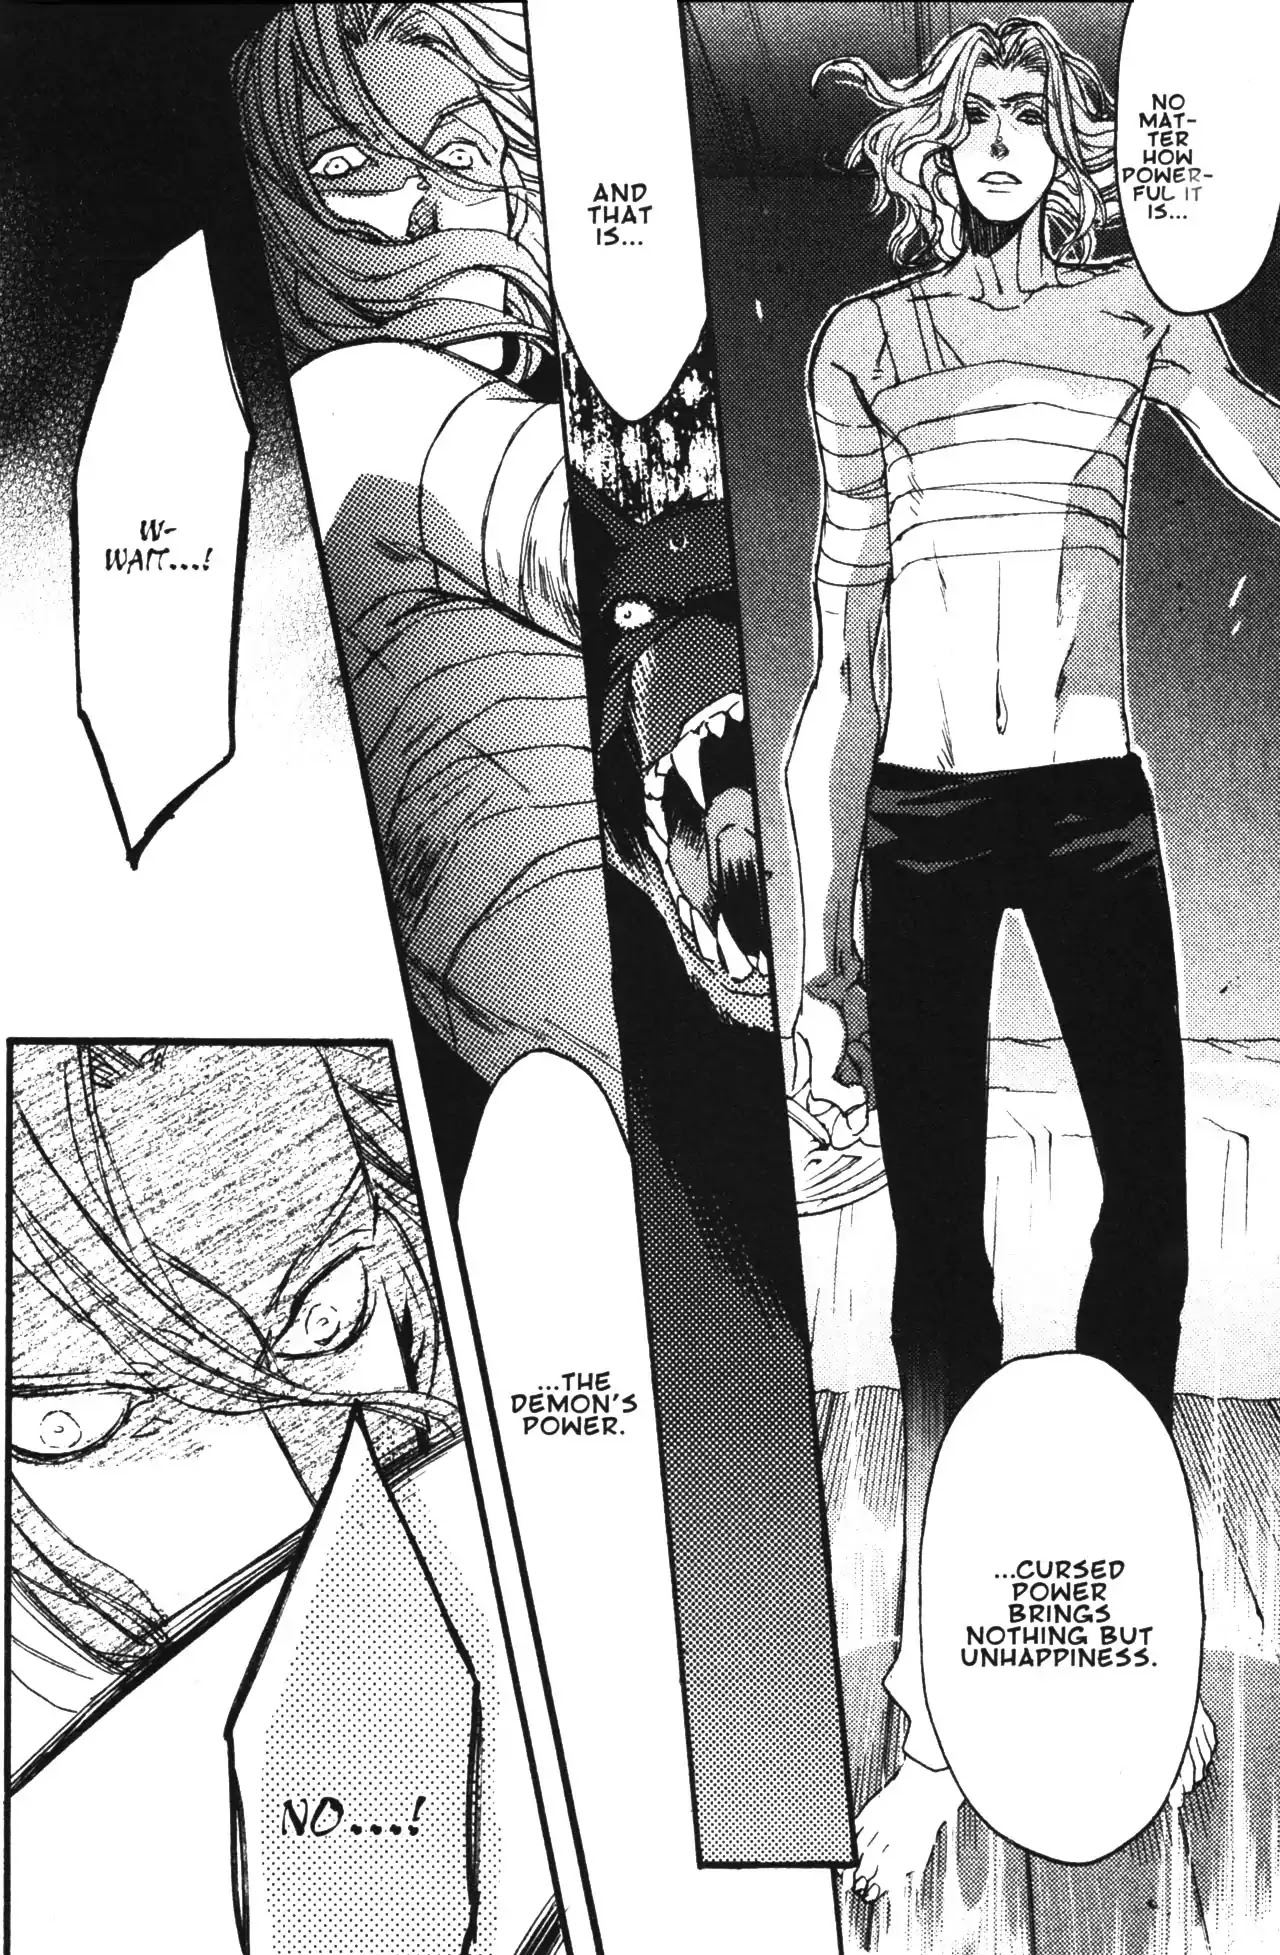 NO
MAT-
TER
HOW
POWER-
FUL IT
IS...
...CURSED
POWER
BRINGS
NOTHING BUT
UNHAPPINESS.
AND
THAT
IS...
...THE
DEMON'S
POWER.
W-
WAIT...!
NO...!